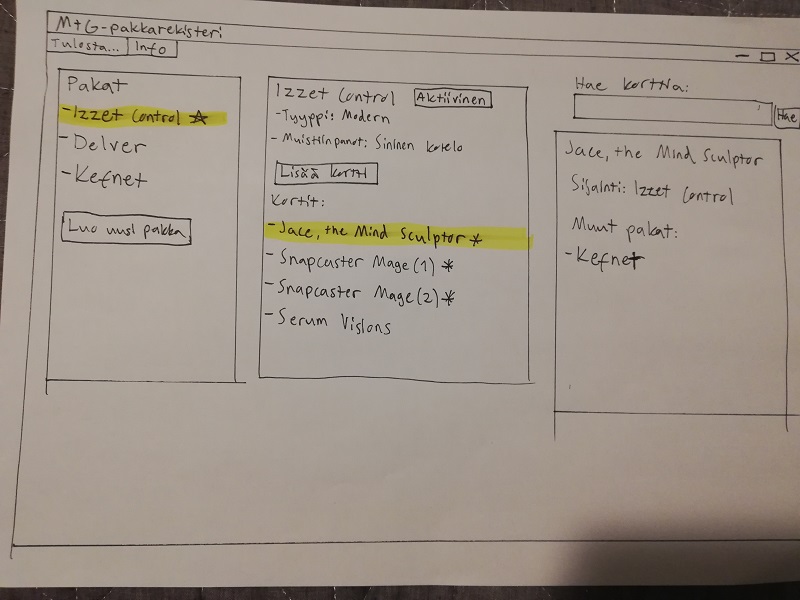 MtG-pakkarekisteri
Tulosta... Info
Pakat
-Izzet Control ☆
-Delver
-Kefnet
Luo uusi pakka
Izzet Control Aktiivinen
-Tyyppi: Modern
-Muistiinpanot: Sininen kotelo
Lisää kortti
Kortit:
-Jace, the Mind Sculptor *
-Snapcaster Mage (1) *
-Snapcaster Mage (2) *
-Serum Visions
Hae korttia:
Hae
Jace, the Mind Sculptor
Sijainti: Izzet Control
Muut pakat:
-Kefnet